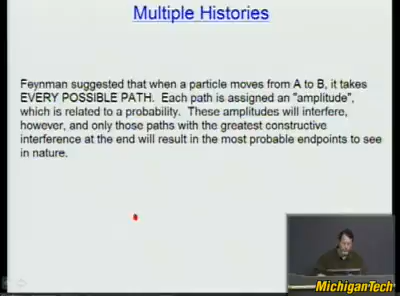 Multiple Histories
Feynman suggested that when a particle moves from A to B, it takes
EVERY POSSIBLE PATH. Each path is assigned an "amplitude",
which is related to a probability. These amplitudes will interfere,
however, and only those paths with the greatest constructive
interference at the end will result in the most probable endpoints to see
in nature.
MichiganTech